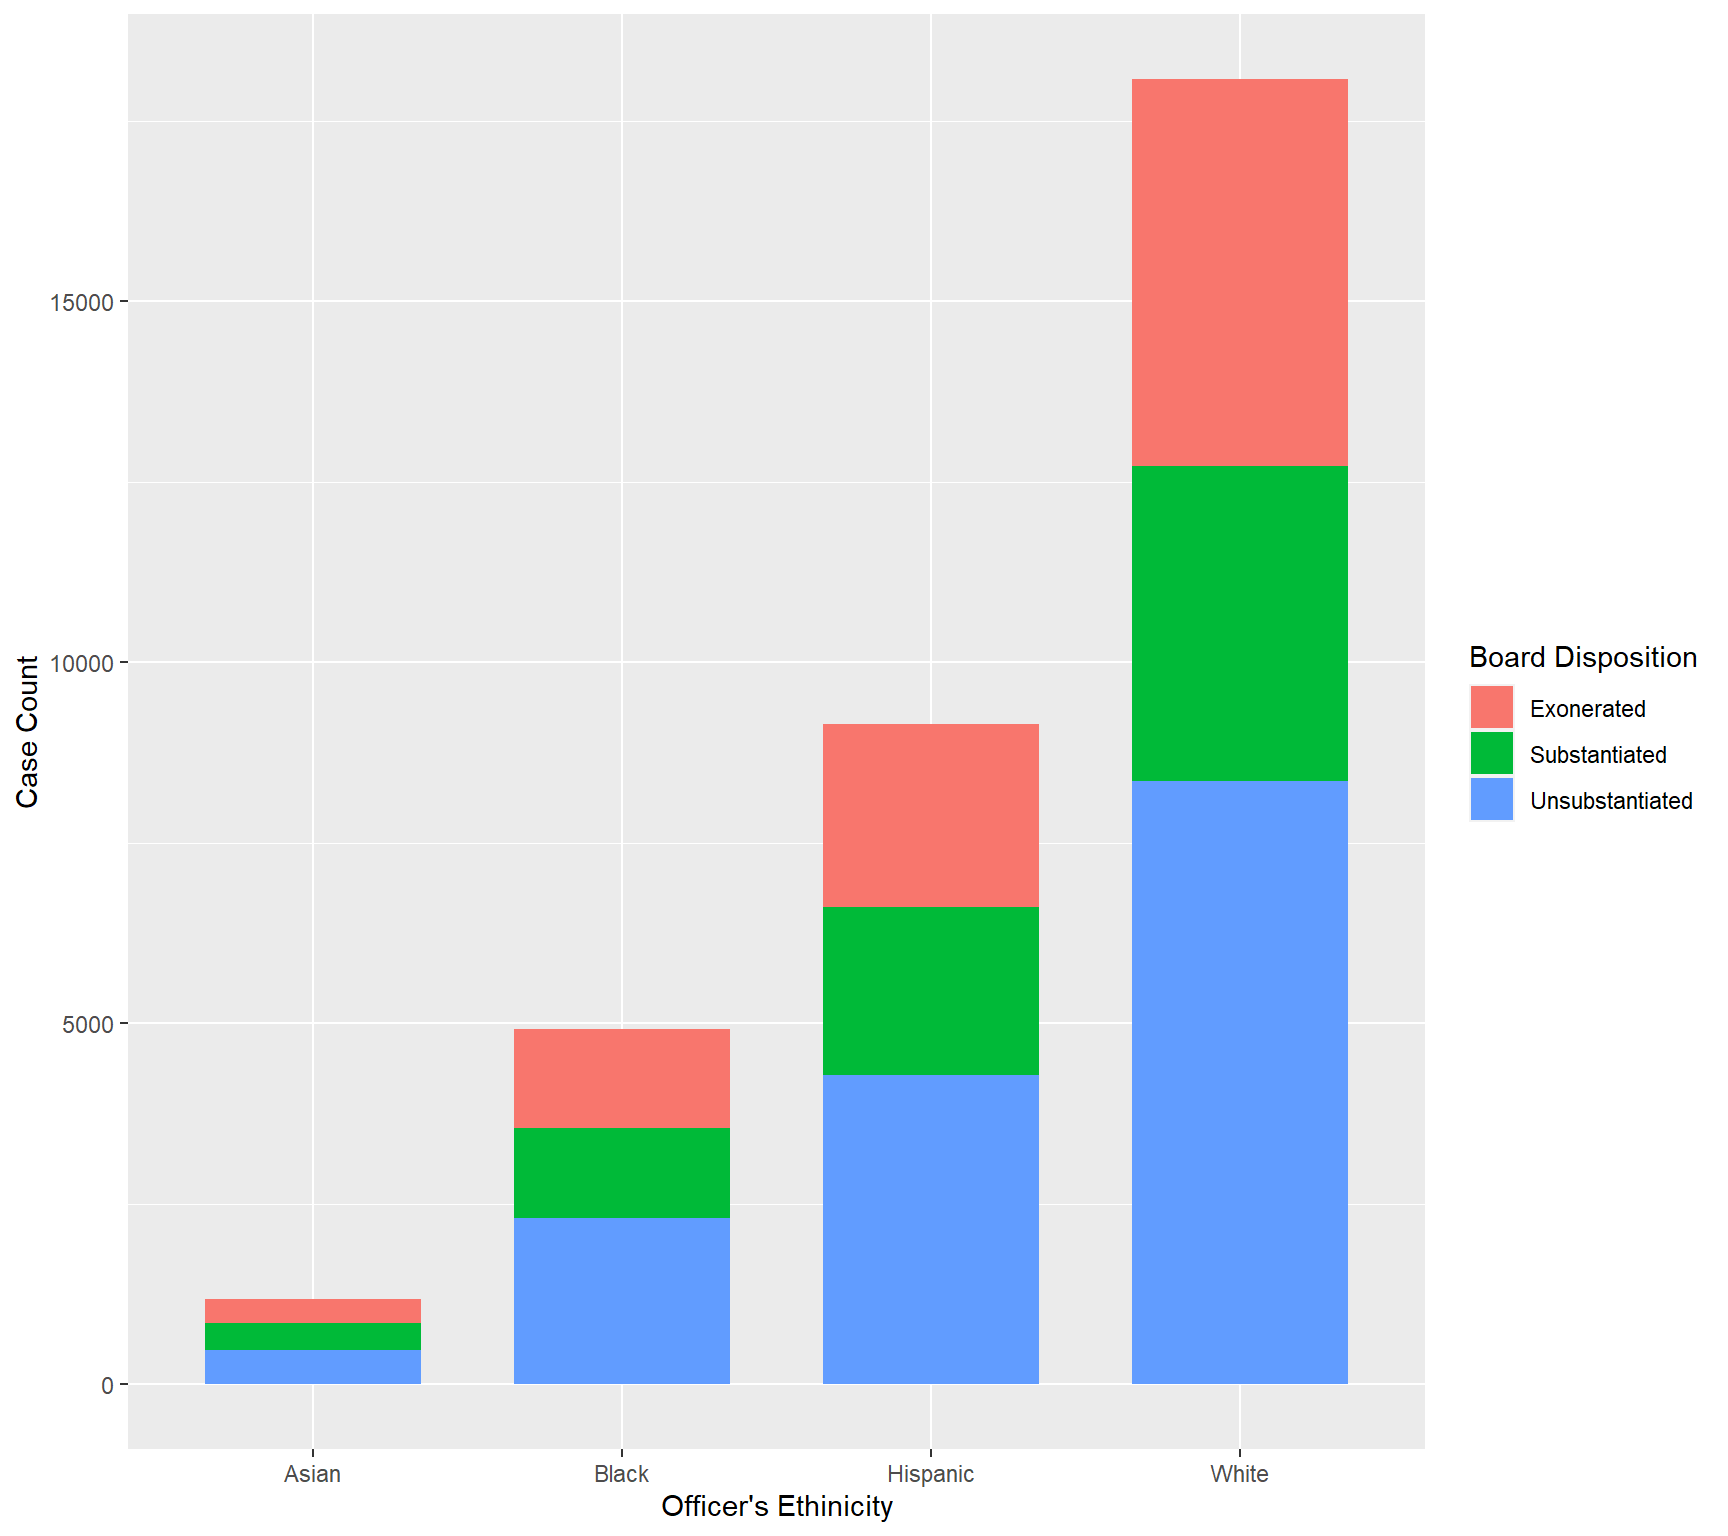 Case Count
15000
10000
5000
0
Asian Black Hispanic White
Officer's Ethinicity
Board Disposition
Exonerated
Substantiated
Unsubstantiated